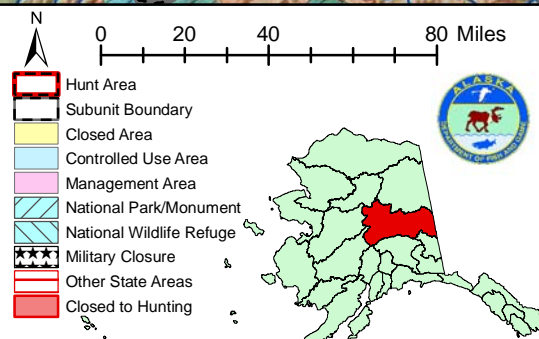 N
0 20 40 80 Miles
Hunt Area
Subunit Boundary
Closed Area
Controlled Use Area
Management Area
National Park/Monument
National Wildlife Refuge
Military Closure
Other State Areas
Closed to Hunting
ALASKA
DEPARTMENT OF FISH AND GAME